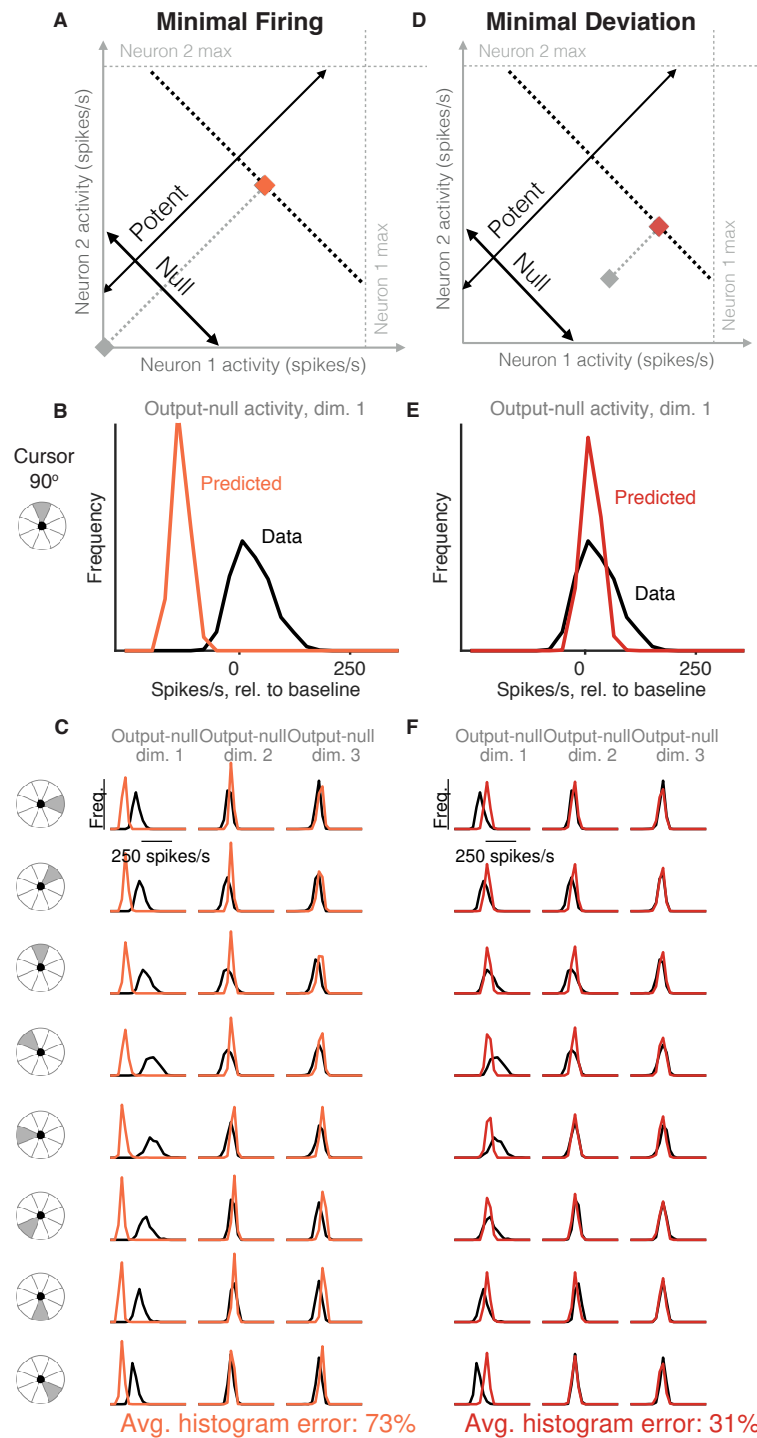 A
Minimal Firing
Neuron 2 max
Neuron 2 activity (spikes/s)
Potent
Null
Neuron 1 max
Neuron 1 activity (spikes/s)
D
Minimal Deviation
Neuron 2 max
Neuron 2 activity (spikes/s)
Potent
Null
Neuron 1 max
Neuron 1 activity (spikes/s)
B
Output-null activity, dim. 1
Cursor
90º
Frequency
Predicted
Data
0
250
Spikes/s, rel. to baseline
E
Output-null activity, dim. 1
Frequency
Predicted
Data
0
250
Spikes/s, rel. to baseline
C
Output-null
dim. 1
Output-null
dim. 2
Output-null
dim. 3
Freq.
250 spikes/s
Avg. histogram error: 73%
F
Output-null
dim. 1
Output-null
dim. 2
Output-null
dim. 3
Freq.
250 spikes/s
Avg. histogram error: 31%